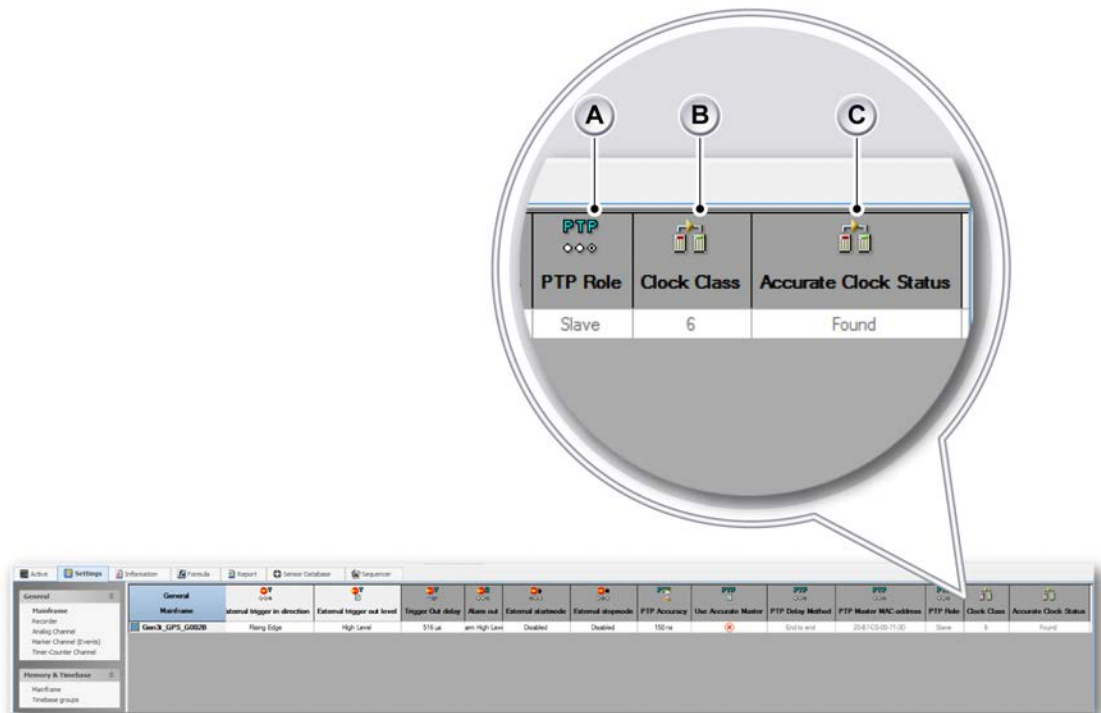 A B C
PTP
PTP Role Clock Class Accurate Clock Status
Slave 6 Found
Active Settings Information Formula Report Sensor Database Sequencer
General
Mainframe
Recorder
Analog Channel
Marker Channel (Events)
Timer-Counter Channel
Memory & Timebase
Mainframe
Timebase groups
General
Mainframe external trigger in direction External trigger out level Trigger Out delay Alarm out External startmode External stopmode PTP Accuracy Use Accurate Master PTP Delay Method PTP Master MAC-address PTP Role Clock Class Accurate Clock Status
Gen3i_GPS_G002B Rising Edge High Level 516 µs arm High Leve Disabled Disabled 150 ns End to end Slave 6 Found